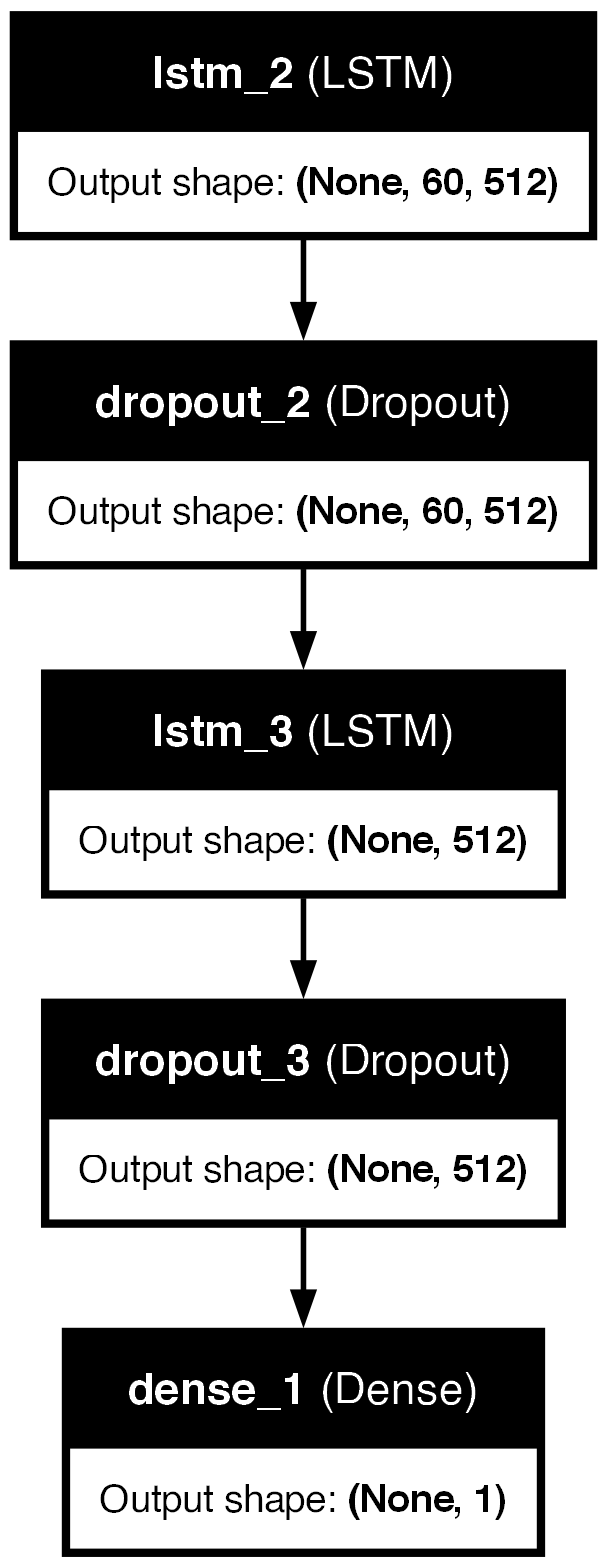 lstm_2 (LSTM)
Output shape: (None, 60, 512)
dropout_2 (Dropout)
Output shape: (None, 60, 512)
lstm_3 (LSTM)
Output shape: (None, 512)
dropout_3 (Dropout)
Output shape: (None, 512)
dense_1 (Dense)
Output shape: (None, 1)